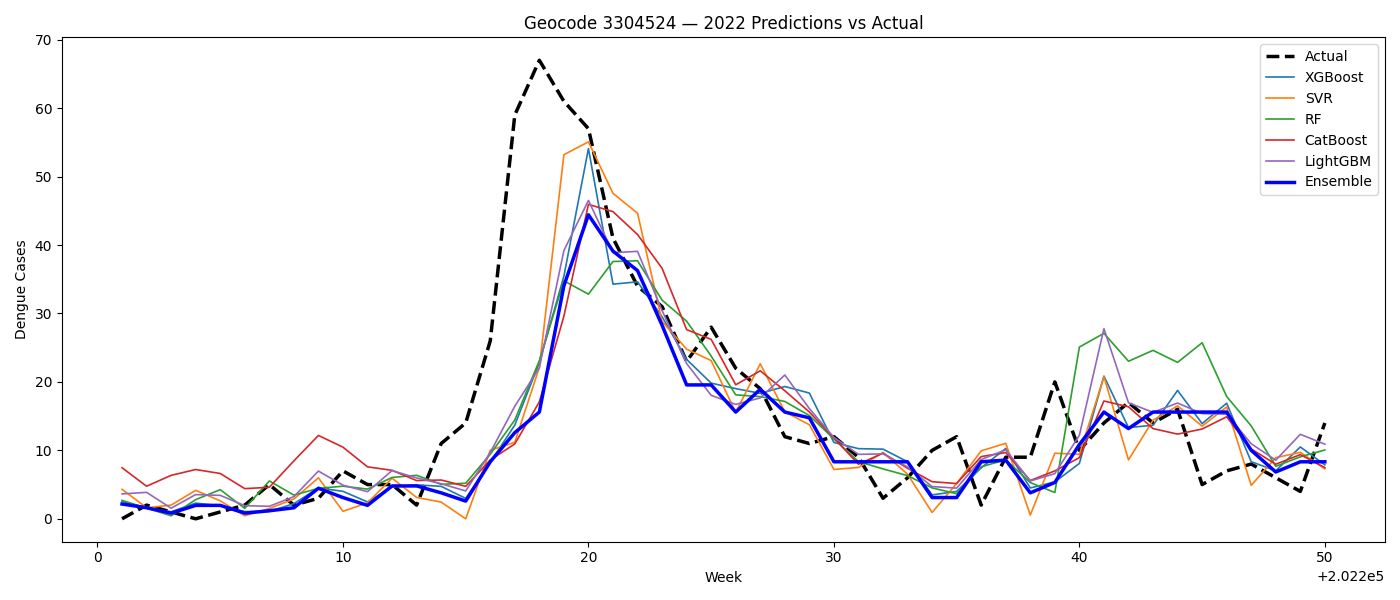 Geocode 3304524 — 2022 Predictions vs Actual
Dengue Cases
70
60
50
40
30
20
10
0
Actual
XGBoost
SVR
RF
CatBoost
LightGBM
Ensemble
0 10 20 30 40 50
Week
+2.022e5